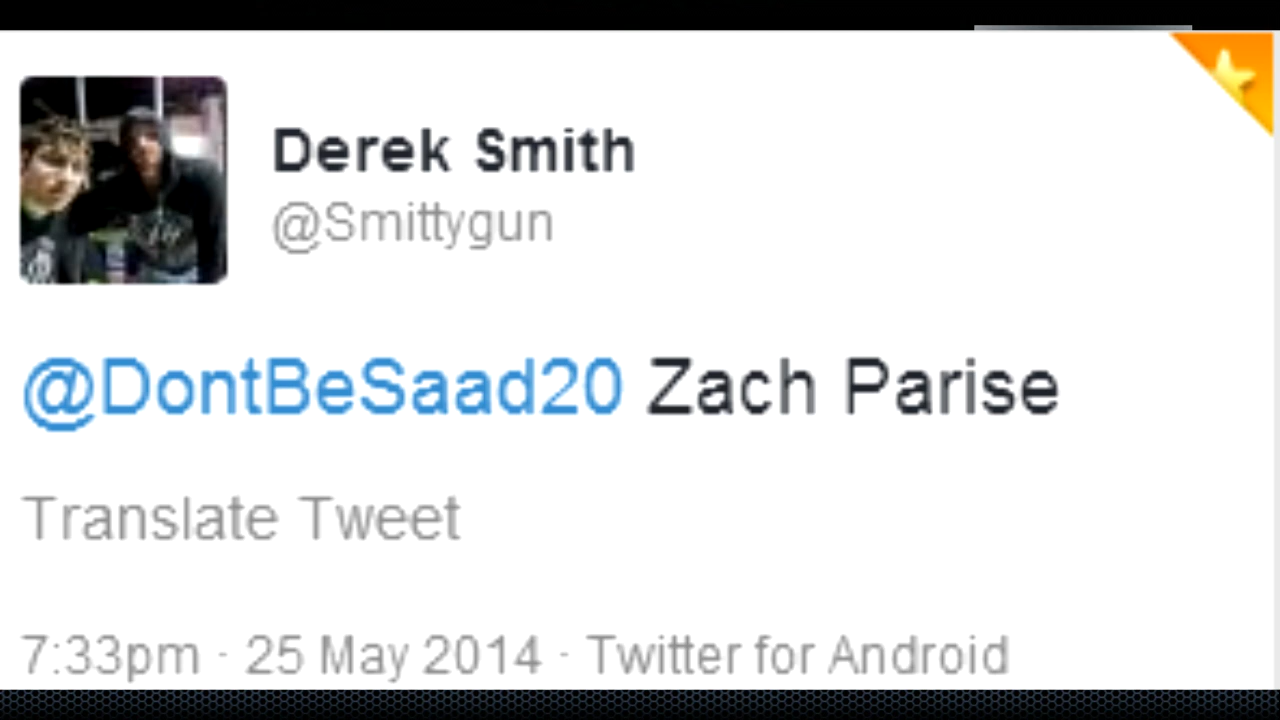 Derek Smith
@Smittygun
@DontBeSaad20 Zach Parise
Translate Tweet
7:33pm · 25 May 2014 · Twitter for Android